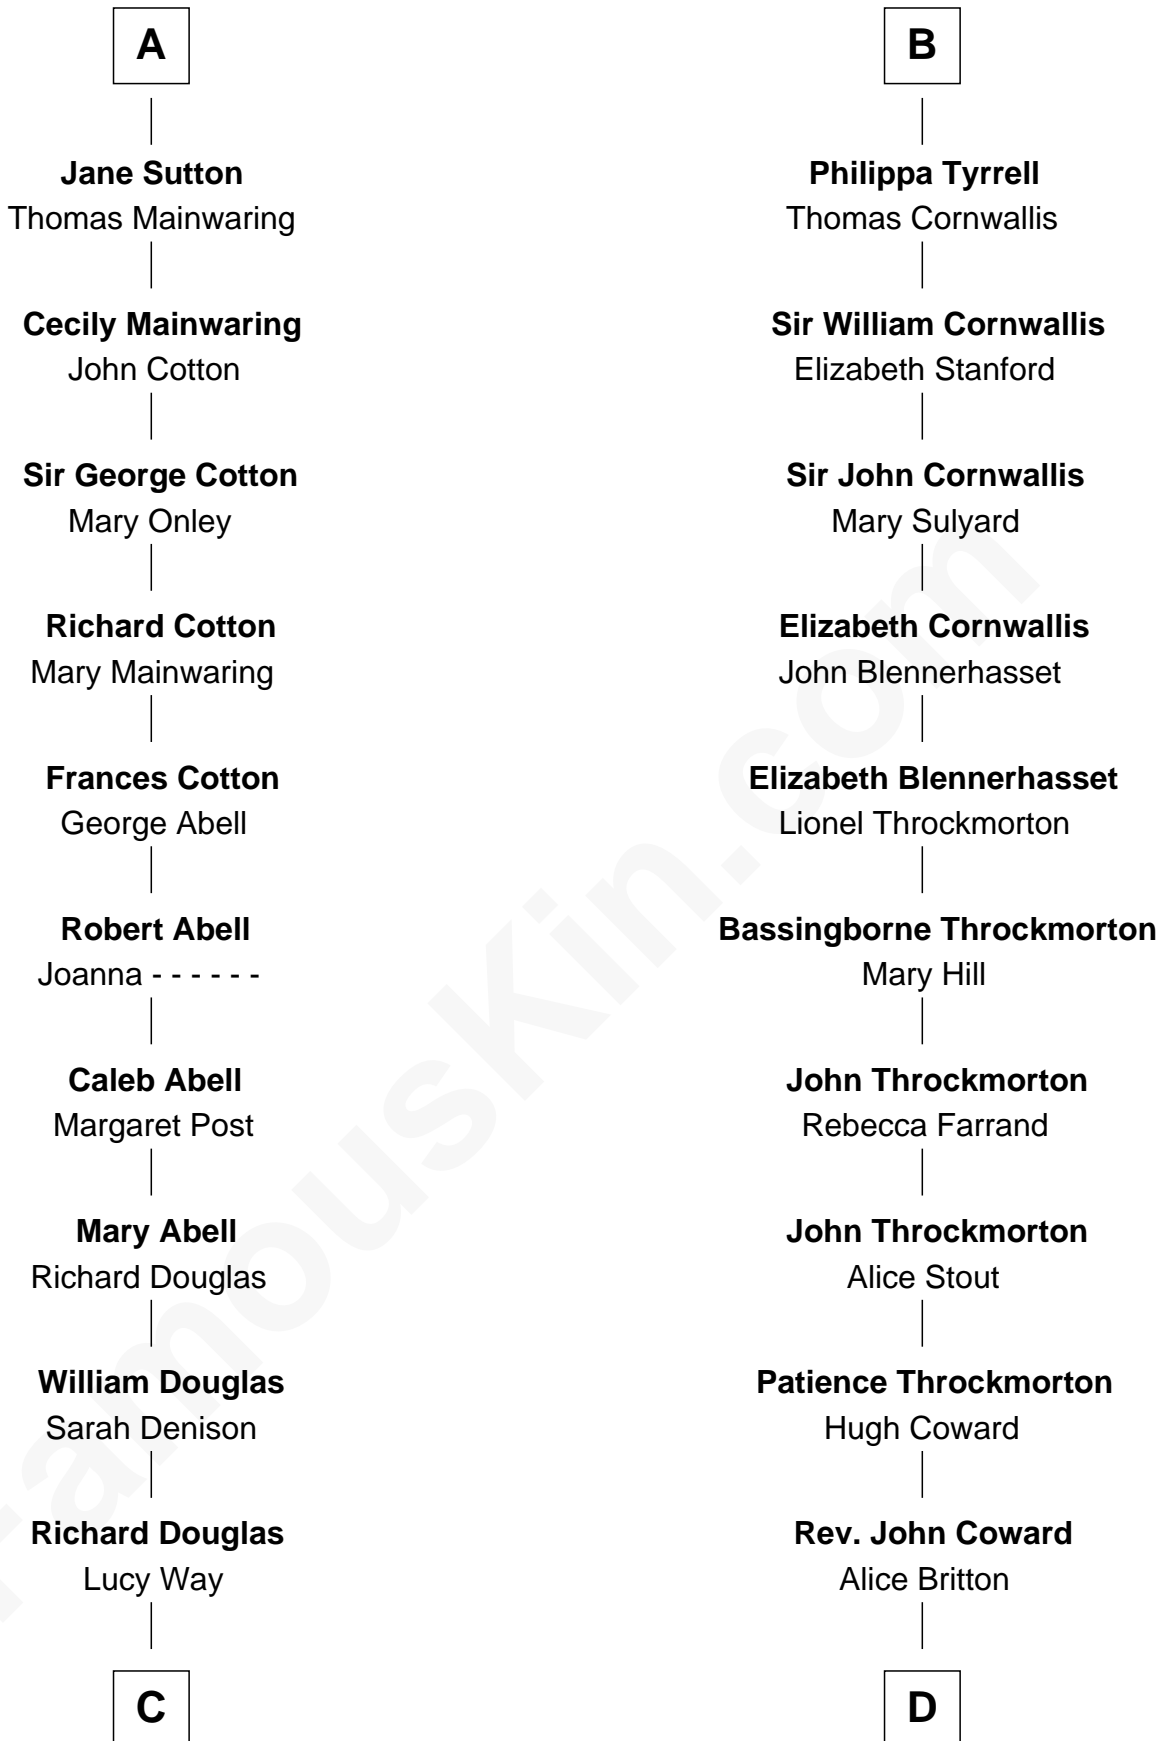 A
Jane Sutton
Thomas Mainwaring
Cecily Mainwaring
John Cotton
Sir George Cotton
Mary Onley
Richard Cotton
Mary Mainwaring
Frances Cotton
George Abell
Robert Abell
Joanna - - - - - -
Caleb Abell
Margaret Post
Mary Abell
Richard Douglas
William Douglas
Sarah Denison
Richard Douglas
Lucy Way
C
B
Philippa Tyrrell
Thomas Cornwallis
Sir William Cornwallis
Elizabeth Stanford
Sir John Cornwallis
Mary Sulyard
Elizabeth Cornwallis
John Blennerhasset
Elizabeth Blennerhasset
Lionel Throckmorton
Bassingborne Throckmorton
Mary Hill
John Throckmorton
Rebecca Farrand
John Throckmorton
Alice Stout
Patience Throckmorton
Hugh Coward
Rev. John Coward
Alice Britton
D
FamousKin.com